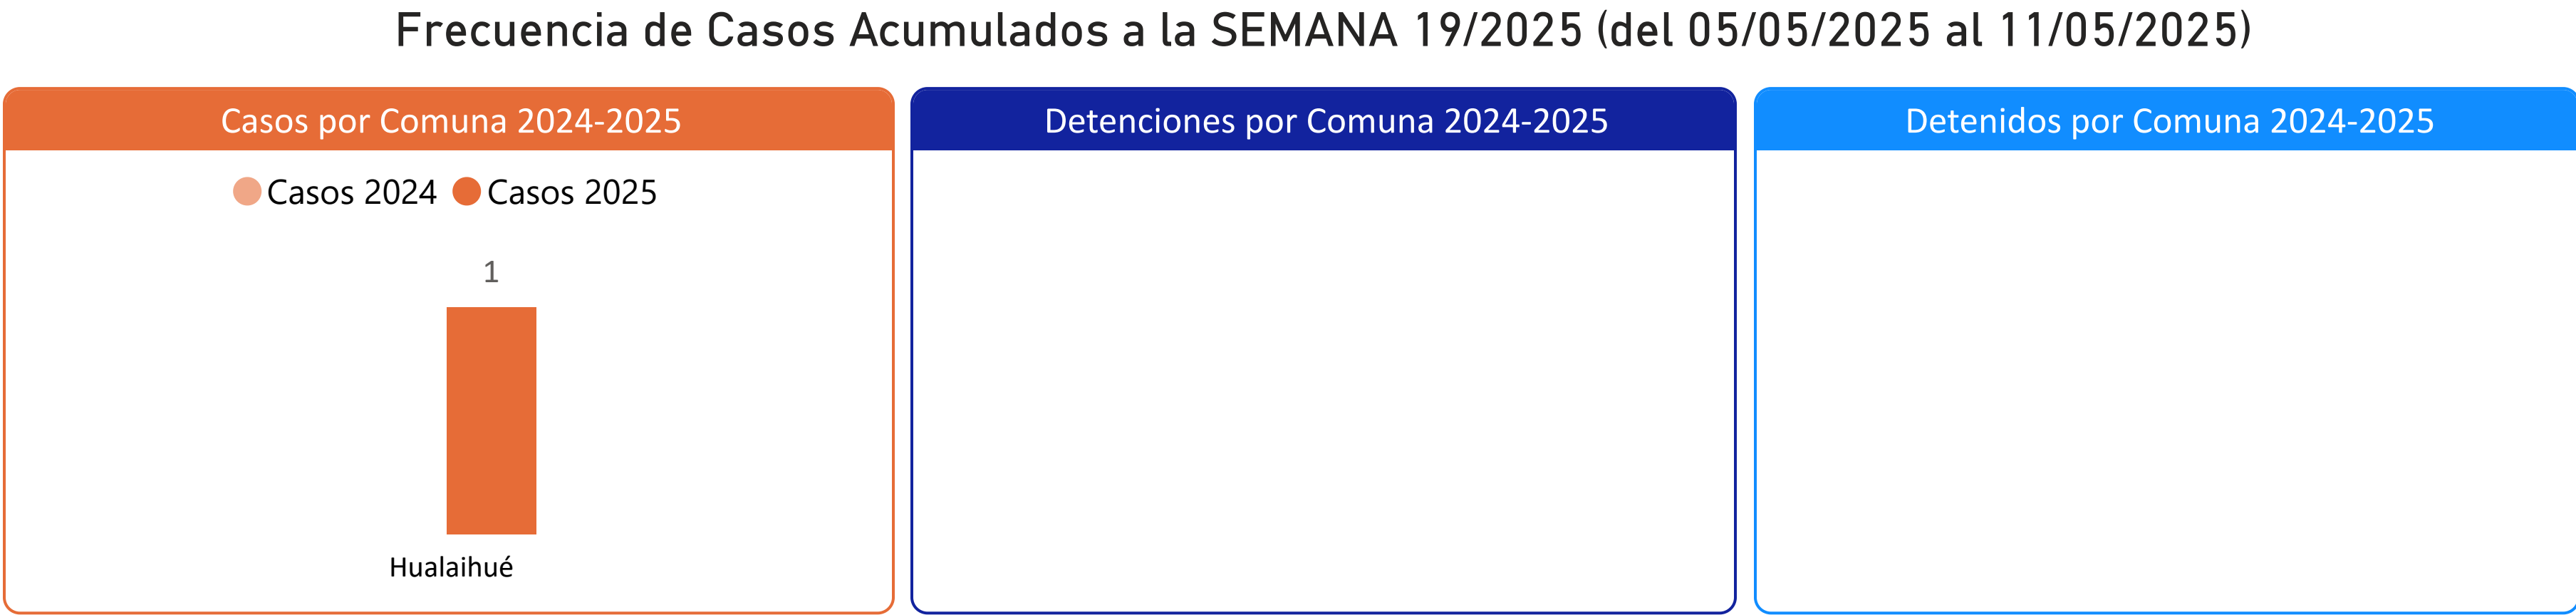 Frecuencia de Casos Acumulados a la SEMANA 19/2025 (del 05/05/2025 al 11/05/2025)
Casos por Comuna 2024-2025
Casos 2024 Casos 2025
1
Hualaihué
Detenciones por Comuna 2024-2025
Detenidos por Comuna 2024-2025